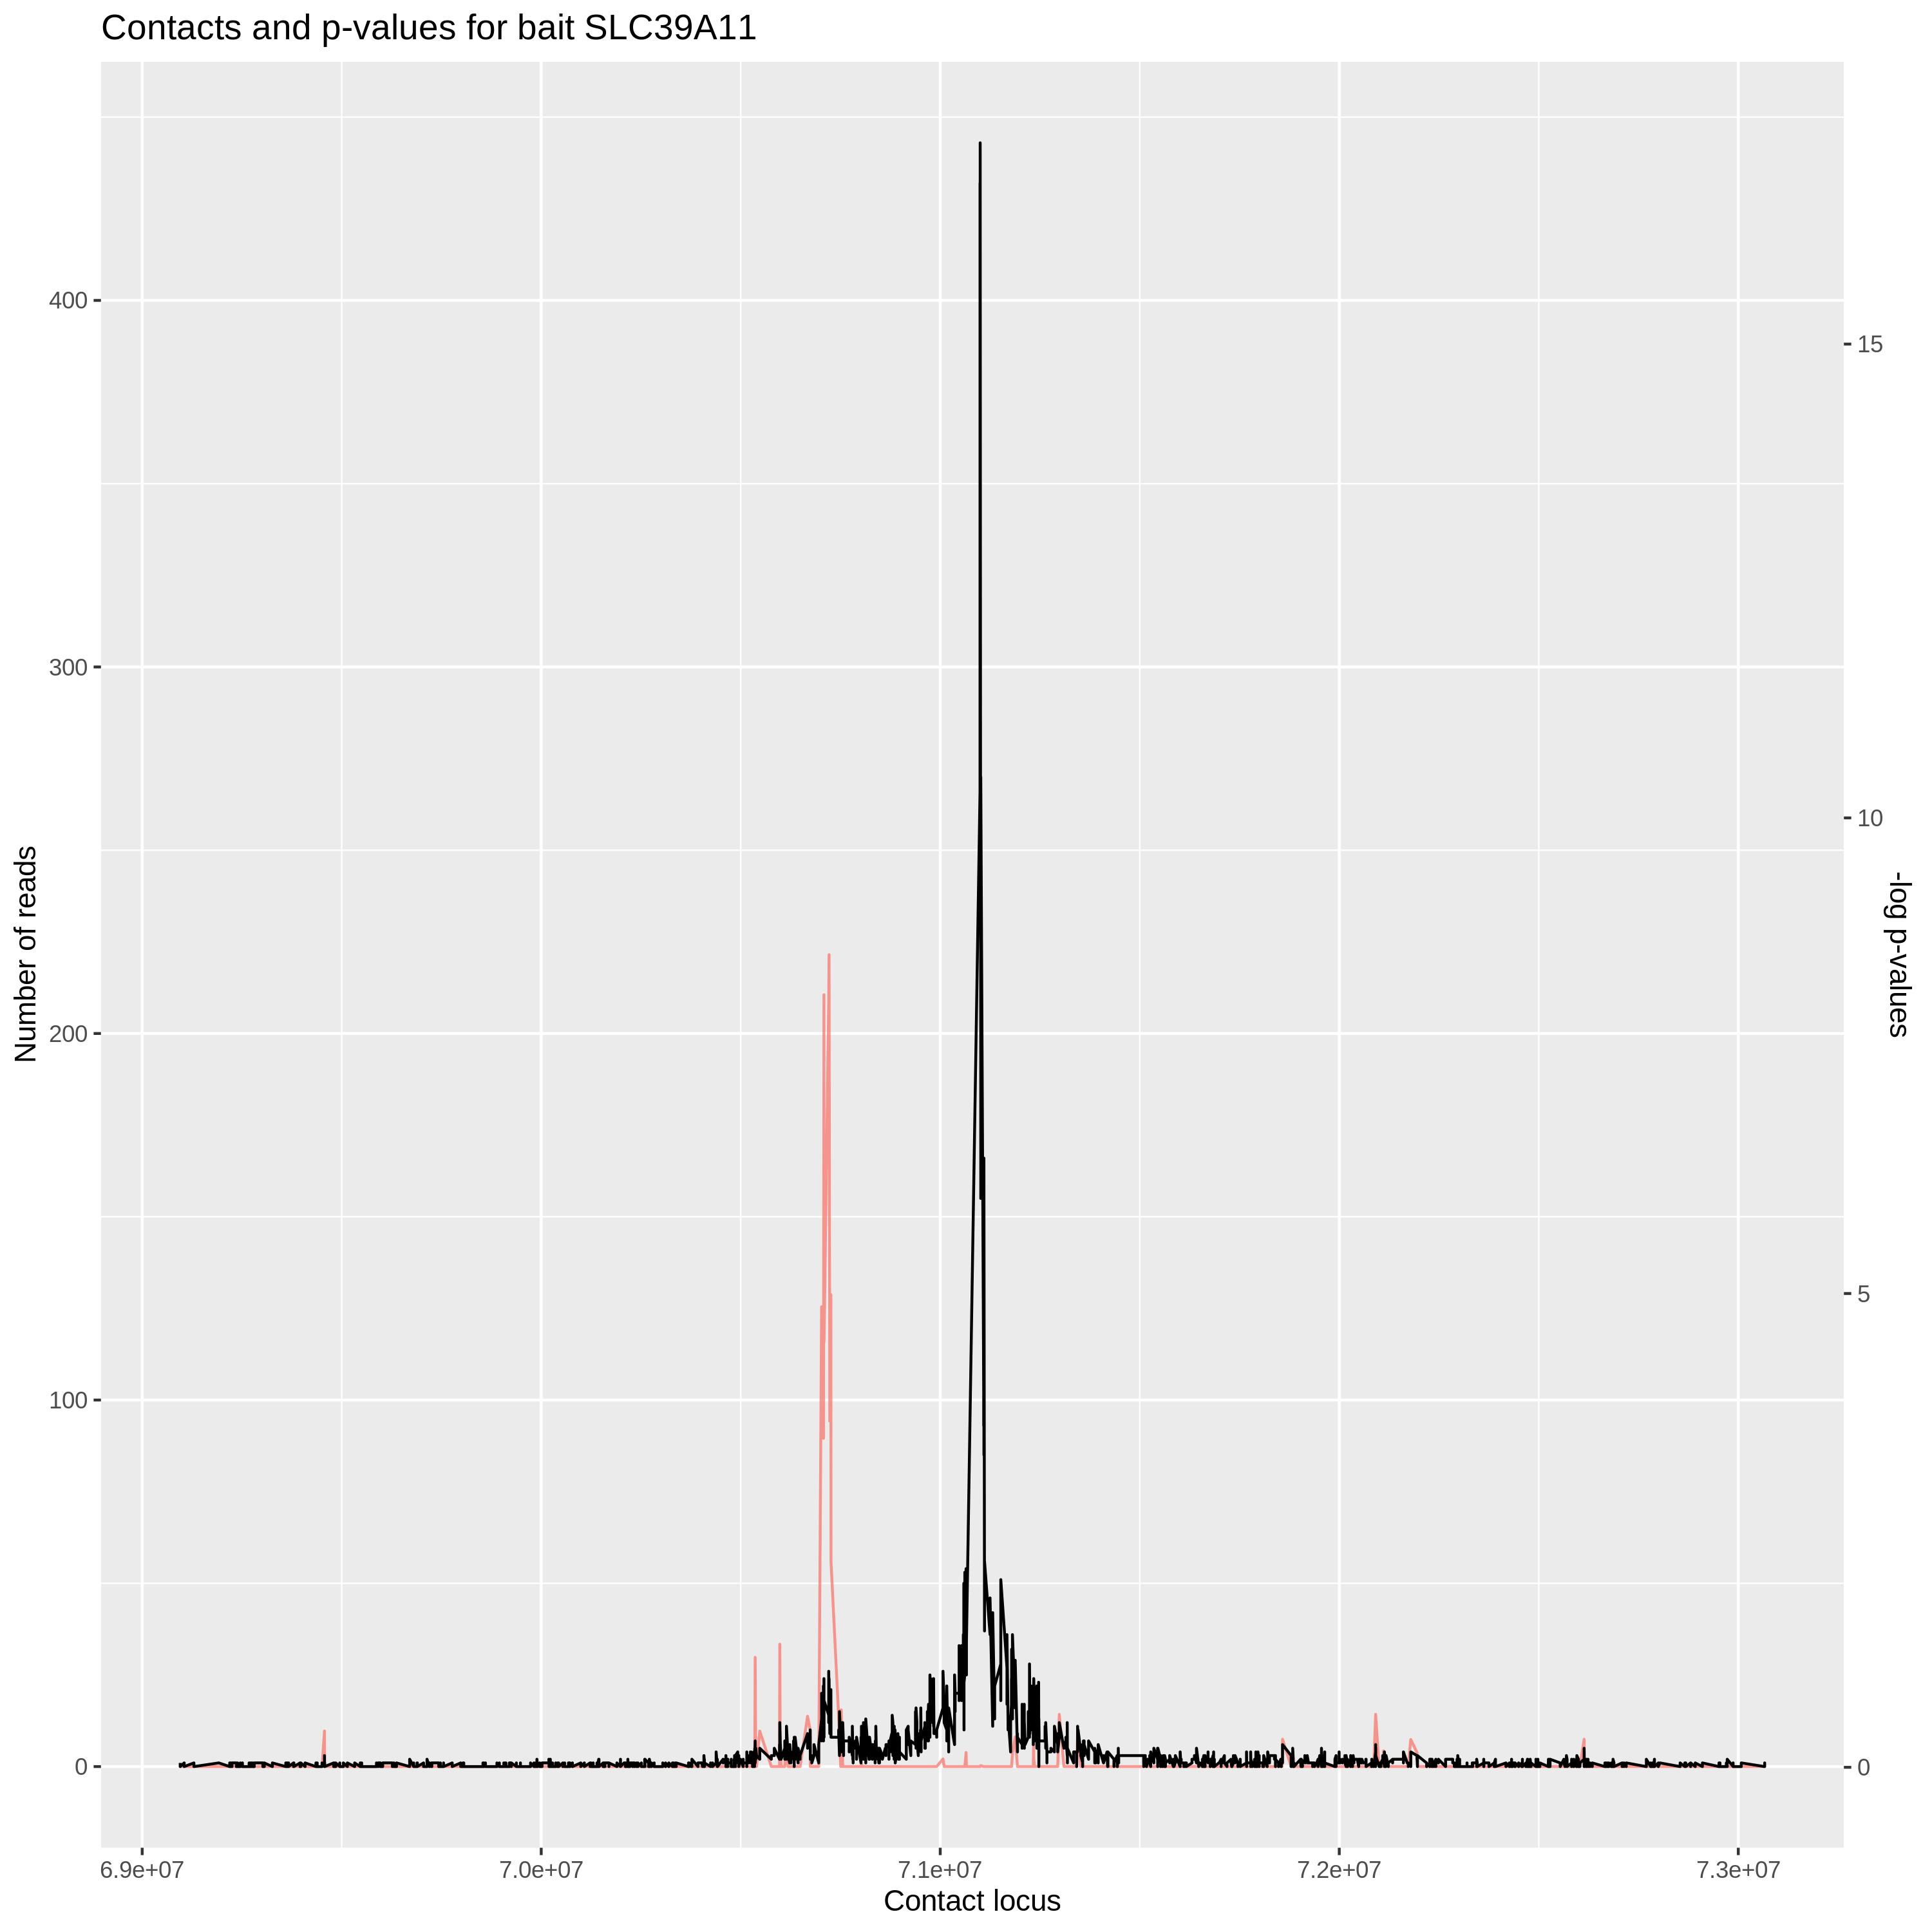 Contacts and p-values for bait SLC39A11
400
300
200
100
0
Number of reads
15
10
5
0
-log p-values
6.9e+07
7.0e+07
7.1e+07
7.2e+07
7.3e+07
Contact locus